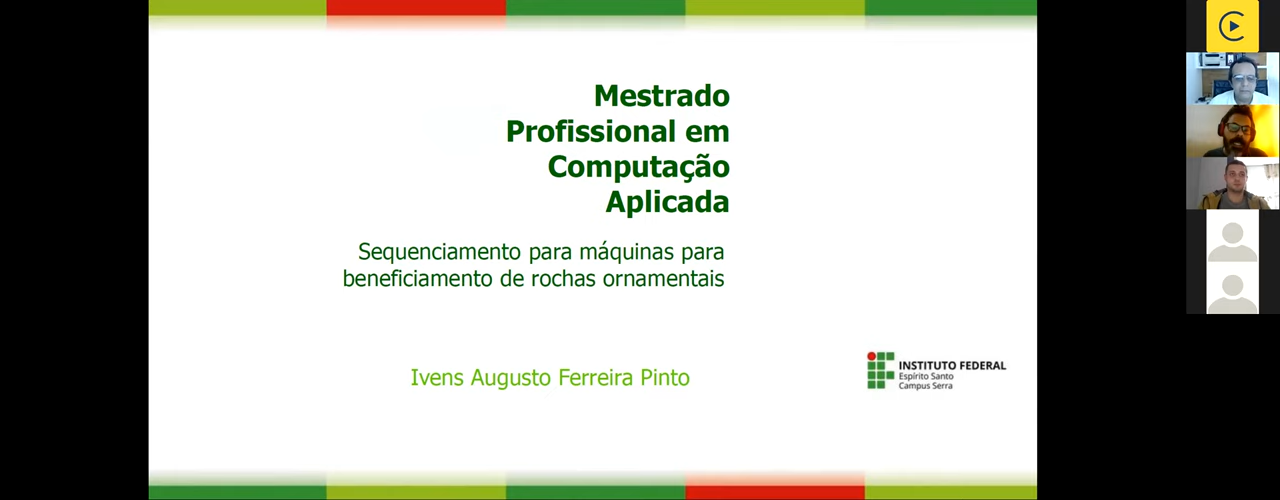 Mestrado
Profissional em
Computação
Aplicada
Sequenciamento para máquinas para
beneficiamento de rochas ornamentais
Ivens Augusto Ferreira Pinto
INSTITUTO FEDERAL
Espírito Santo
Campus Serra